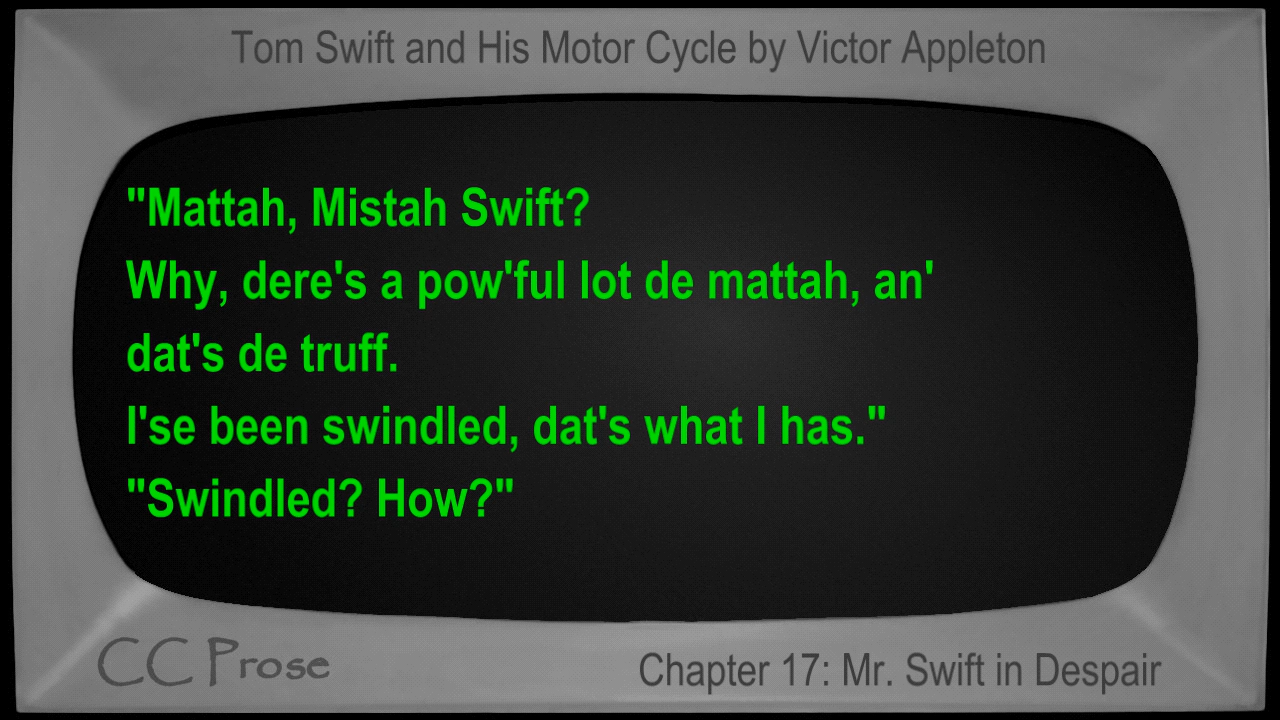 Tom Swift and His Motor Cycle by Victor Appleton
"Mattah, Mistah Swift?
Why, dere's a pow'ful lot de mattah, an'
dat's de truff.
I'se been swindled, dat's what I has."
"Swindled? How?"
CC Prose
Chapter 17: Mr. Swift in Despair